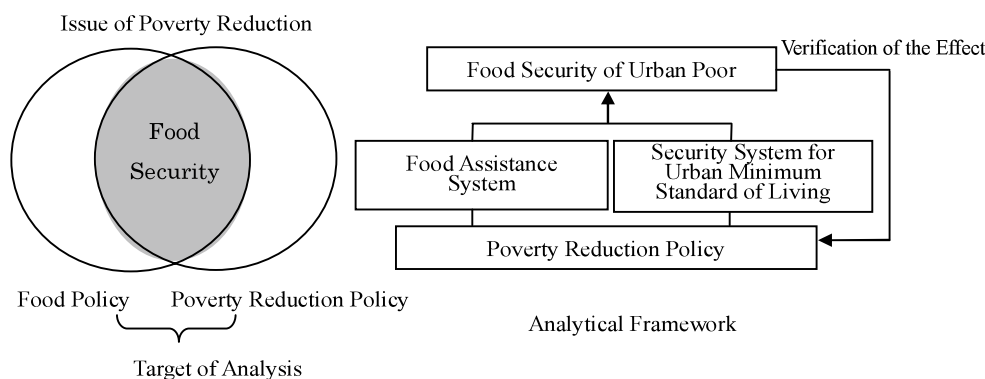 Issue of Poverty Reduction
Food
Security
Food Policy
Poverty Reduction Policy
Target of Analysis
Verification of the Effect
Food Security of Urban Poor
Food Assistance
System
Security System for
Urban Minimum
Standard of Living
Poverty Reduction Policy
Analytical Framework